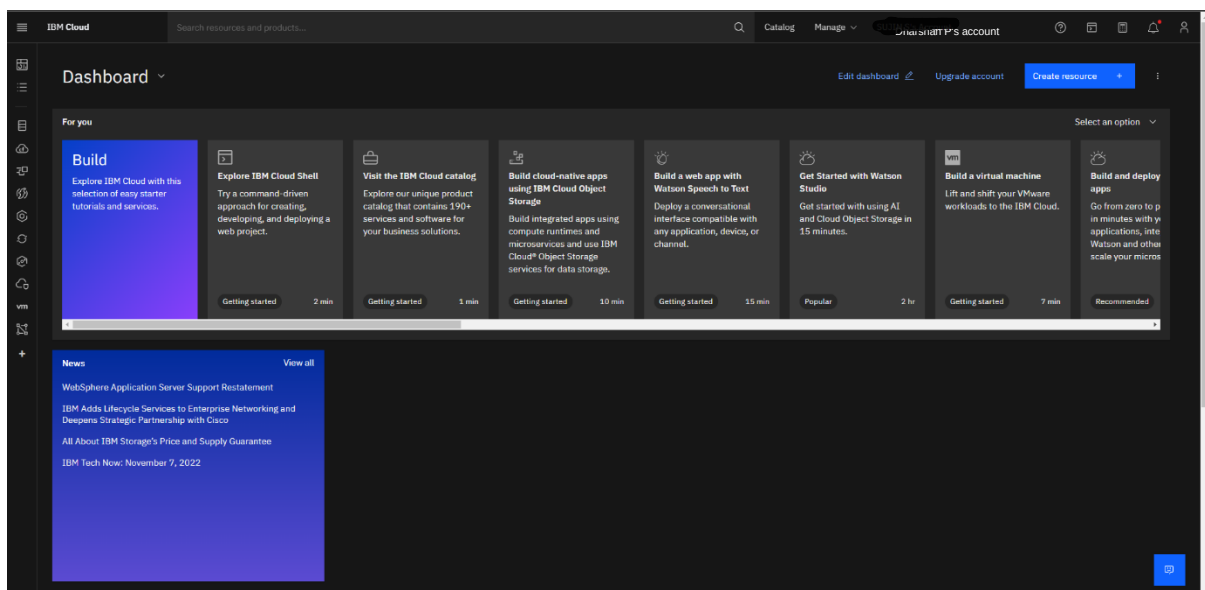 IBM Cloud
Search resources and products...
Catalog
Manage
P's account
Dashboard
Edit dashboard
Upgrade account
Create resource +
For you
Select an option
Build
Explore IBM Cloud with this
selection of easy starter
tutorials and services.
Explore IBM Cloud Shell
Try a command-driven
approach for creating,
developing, and deploying a
web project.
Getting started
2 min
Visit the IBM Cloud catalog
Explore our unique product
catalog that contains 190+
services and software for
your business solutions.
Getting started
1 min
Build cloud-native apps
using IBM Cloud Object
Storage
Build integrated apps using
compute runtimes and
microservices and use IBM
Cloud® Object Storage
services for data storage.
Getting started
10 min
Build a web app with
Watson Speech to Text
Deploy a conversational
interface compatible with
any application, device, or
channel.
Getting started
15 min
Get Started with Watson
Studio
Get started with using AI
and Cloud Object Storage in
15 minutes.
Popular
2 hr
vm
Build a virtual machine
Lift and shift your VMware
workloads to the IBM Cloud.
Getting started
7 min
Build and deploy
apps
Go from zero to p
in minutes with y
applications, inte
Watson and other
scale your micros
Recommended
vm
News
View all
WebSphere Application Server Support Restatement
IBM Adds Lifecycle Services to Enterprise Networking and
Deepens Strategic Partnership with Cisco
All About IBM Storage's Price and Supply Guarantee
IBM Tech Now: November 7, 2022